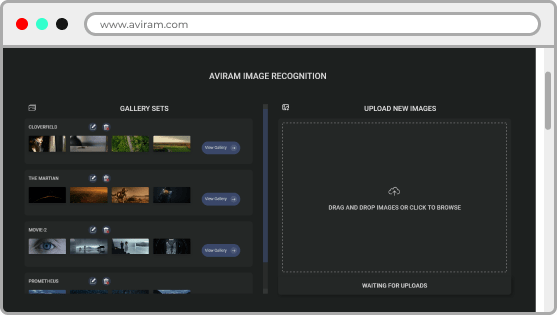 www.aviram.com
AVIRAM IMAGE RECOGNITION
GALLERY SETS
CLOVERFIELD
View Gallery
THE MARTIAN
View Gallery
MOVIE-2
View Gallery
PROMETHEUS
UPLOAD NEW IMAGES
DRAG AND DROP IMAGES OR CLICK TO BROWSE
WAITING FOR UPLOADS